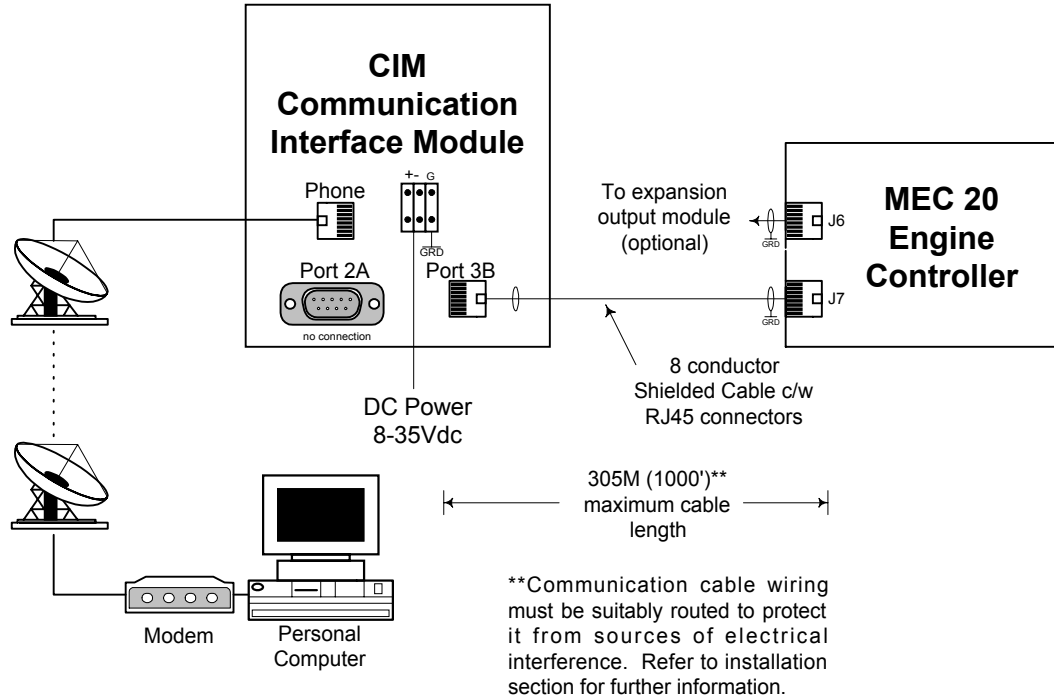 CIM
Communication
Interface Module
Phone
+- G
GRD
Port 2A
no connection
Port 3B
DC Power
8-35Vdc
To expansion
output module
(optional)
GRD
J6
MEC 20
Engine
Controller
GRD
J7
8 conductor
Shielded Cable c/w
RJ45 connectors
305M (1000')**
maximum cable
length
Modem
Personal
Computer
**Communication cable wiring
must be suitably routed to protect
it from sources of electrical
interference. Refer to installation
section for further information.